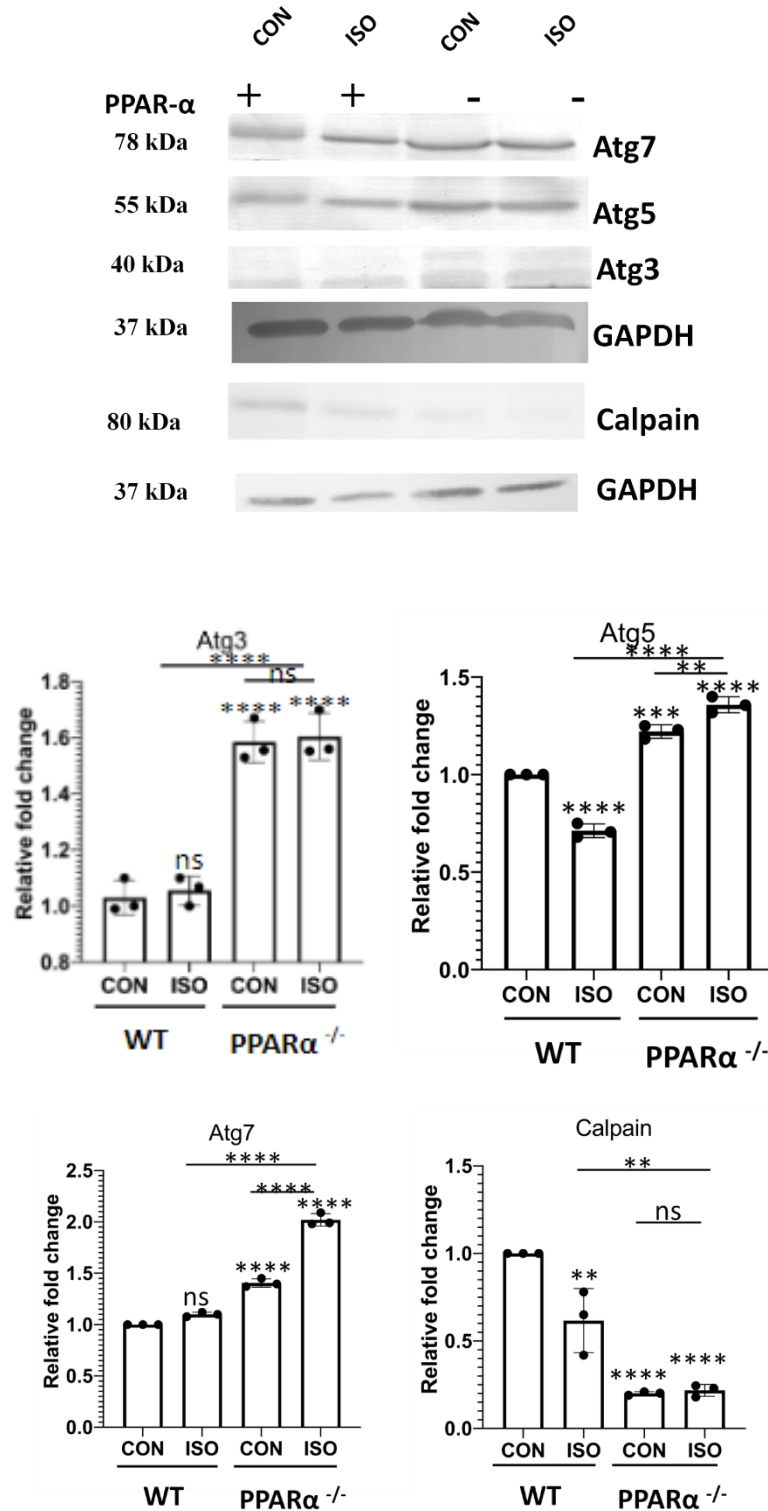 CON ISO CON ISO
PPAR-α + + - -
78 kDa Atg7
55 kDa Atg5
40 kDa Atg3
37 kDa GAPDH
80 kDa Calpain
37 kDa GAPDH
Atg3
****
ns
**** ****
ns
Relative fold change
1.8
1.6
1.4
1.2
1.0
0.8
CON ISO CON ISO
WT PPARα -/-
Atg5
****
**
****
***
****
Relative fold change
1.5
1.0
0.5
0.0
CON ISO CON ISO
WT PPARα -/-
Atg7
****
****
****
****
ns
Relative fold change
2.5
2.0
1.5
1.0
0.5
0.0
CON ISO CON ISO
WT PPARα -/-
Calpain
**
ns
**
**** ****
Relative fold change
1.5
1.0
0.5
0.0
CON ISO CON ISO
WT PPARα -/-